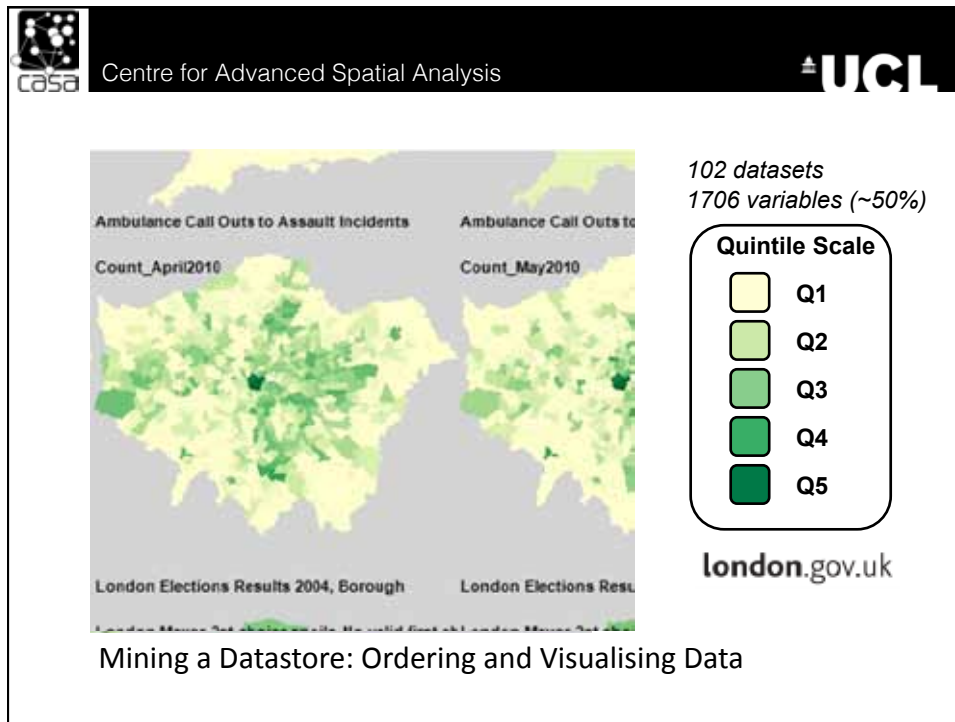 casa
Centre for Advanced Spatial Analysis
UCL
102 datasets
1706 variables (~50%)
Ambulance Call Outs to Assault Incidents
Ambulance Call Outs to
Count_April2010
Count_May2010
Quintile Scale
Q1
Q2
Q3
Q4
Q5
london.gov.uk
London Elections Results 2004, Borough
London Elections Resu
Mining a Datastore: Ordering and Visualising Data